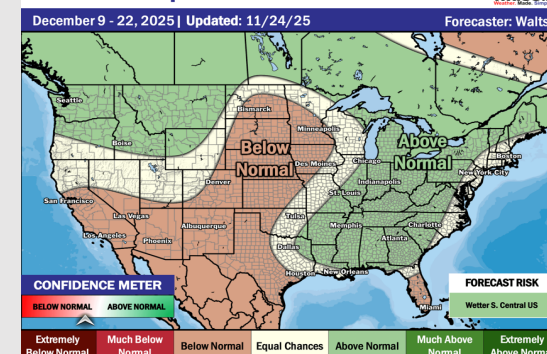 Weather. Made. Simp
December 9 - 22, 2025 | Updated: 11/24/25
Forecaster: Walts
Seattle
Bismarck
Minneapolis
Boise
Below
Normal
Above
Normal
Boston
Des Moines
Chicago
New York City
Denver
Indianapolis
San Francisco
St. Louis
Las Vegas
Tulsa
Los Angeles
Phoenix
Albuquerque
Memphis
Charlotte
Atlanta
Dallas
Houston
New Orleans
Miami
CONFIDENCE METER
BELOW NORMAL
ABOVE NORMAL
FORECAST RISK
Wetter S. Central US
Extremely
Below Normal
Much Below
Normal
Below Normal
Equal Chances
Above Normal
Much Above
Normal
Extremely
Above Normal